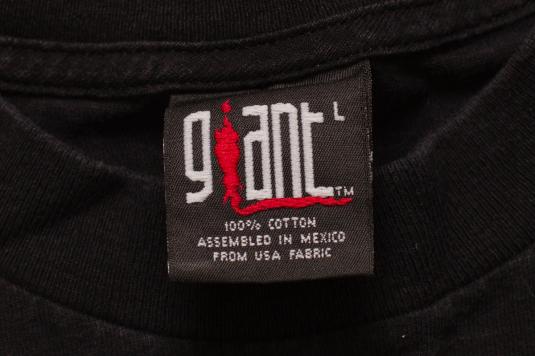 giant L
TM
100% COTTON
ASSEMBLED IN MEXICO
FROM USA FABRIC